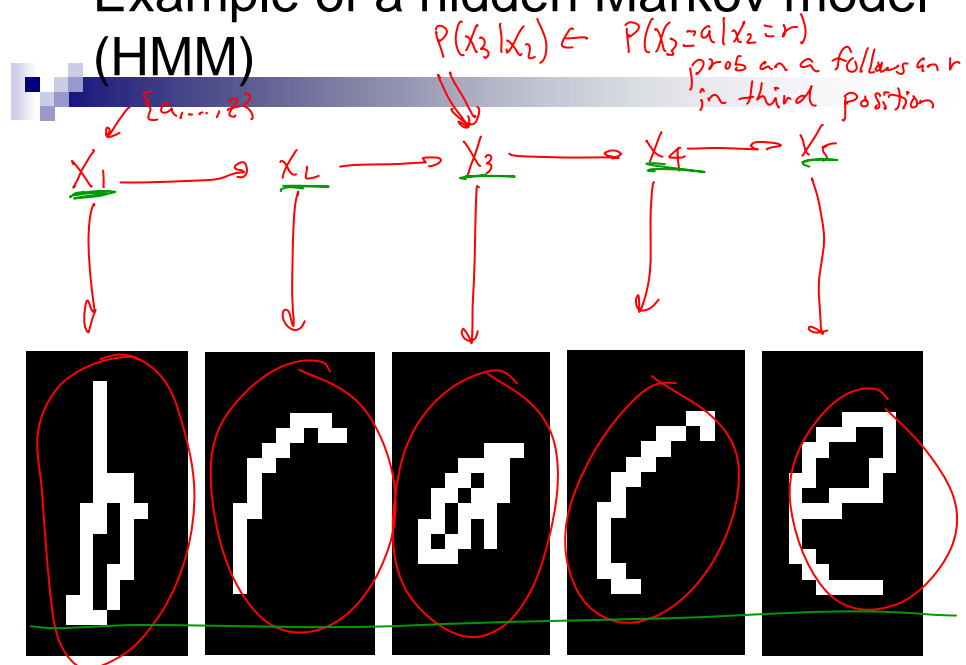 Example of a hidden Markov model
(HMM)
P(X3|X2) ∈ P(X3=a|X2=r)
prob an a follows an r
in third position
{a,...,z}
X1 → X2 → X3 → X4 → X5
b r a c e